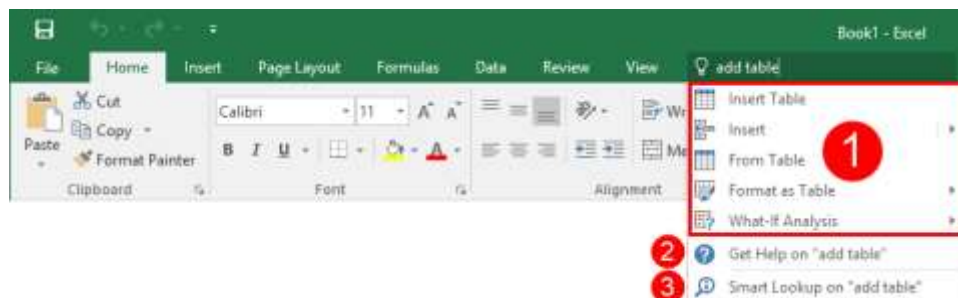 Book1 - Excel
File Home Insert Page Layout Formulas Data Review View add table
Cut
Copy
Paste
Format Painter
Clipboard
Calibri 11 A A
B I U A
Font
Wr
Me
Alignment
Insert Table
Insert
From Table
Format as Table
What-If Analysis
1
2 Get Help on "add table"
3 Smart Lookup on "add table"